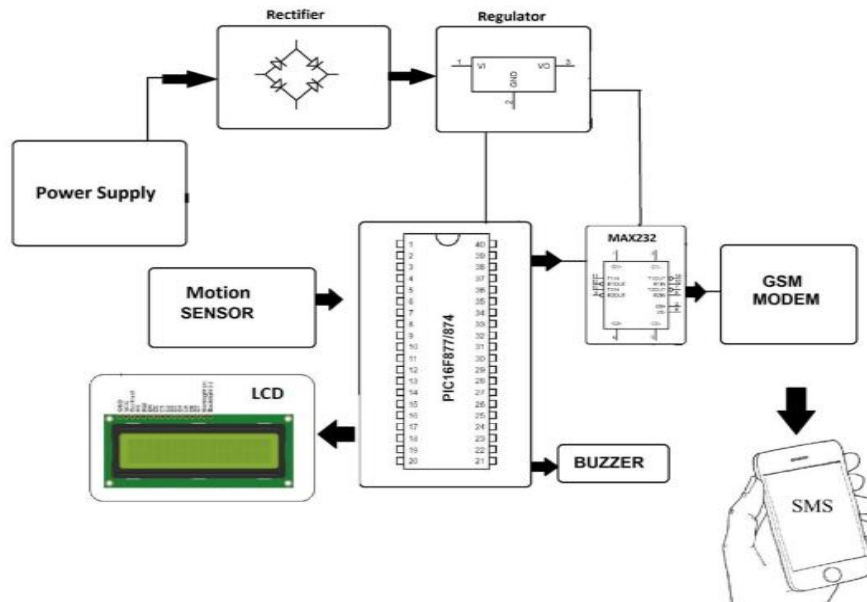 Rectifier
Regulator
1
VI
VO
3
GND
2
Power Supply
Motion
SENSOR
LCD
GND
VCC
1
2
3
4
5
6
7
8
9
10
11
12
13
14
15
16
17
18
19
20
PIC16F877/874
40
39
38
37
36
35
34
33
32
31
30
29
28
27
26
25
24
23
22
21
MAX232
GSM
MODEM
BUZZER
SMS